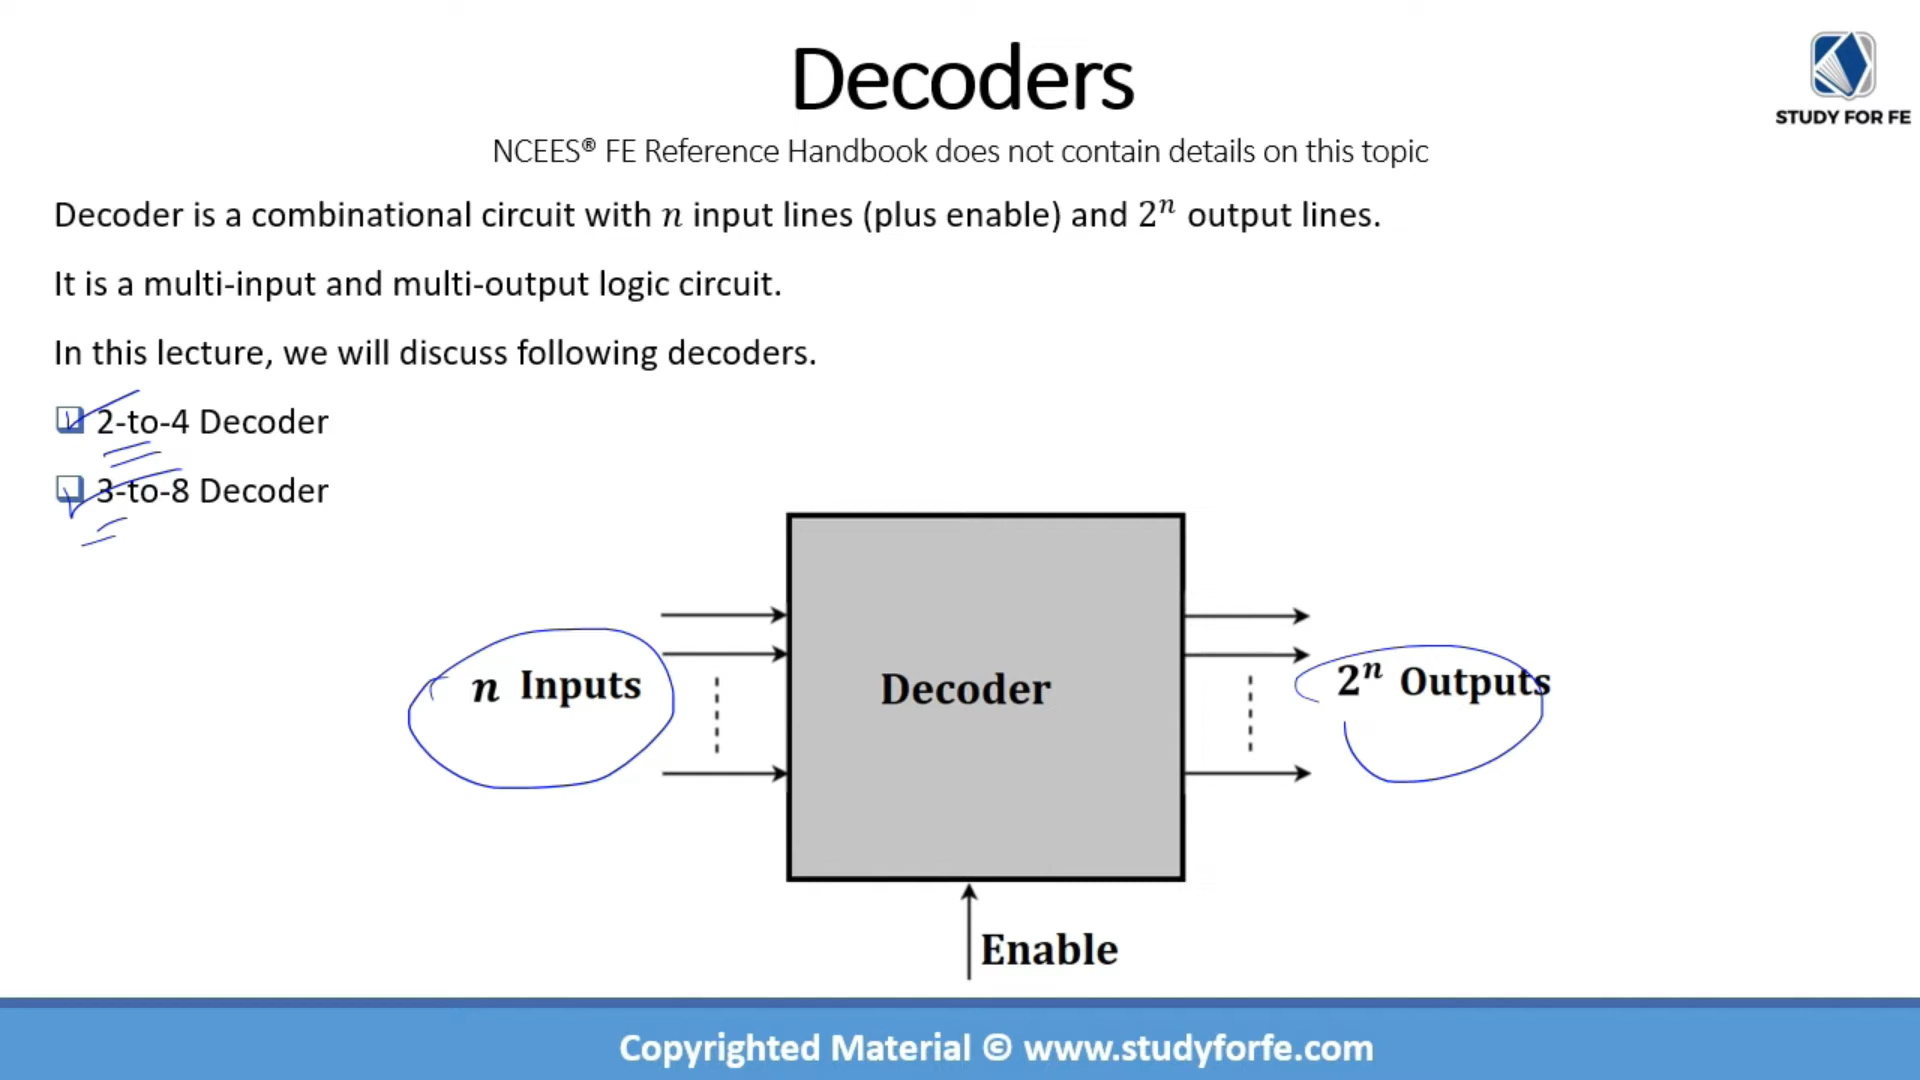 Decoders
STUDY FOR FE
NCEES® FE Reference Handbook does not contain details on this topic
Decoder is a combinational circuit with n input lines (plus enable) and 2ⁿ output lines.
It is a multi-input and multi-output logic circuit.
In this lecture, we will discuss following decoders.
2-to-4 Decoder
3-to-8 Decoder
n Inputs
Decoder
2ⁿ Outputs
Enable
Copyrighted Material © www.studyforfe.com